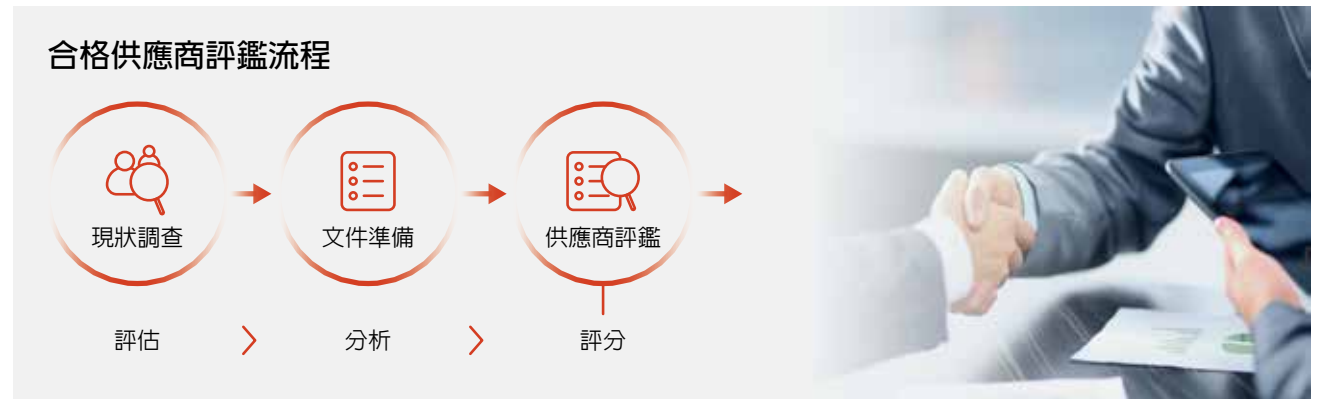 合格供應商評鑑流程
現狀調查
文件準備
供應商評鑑
評估
分析
評分